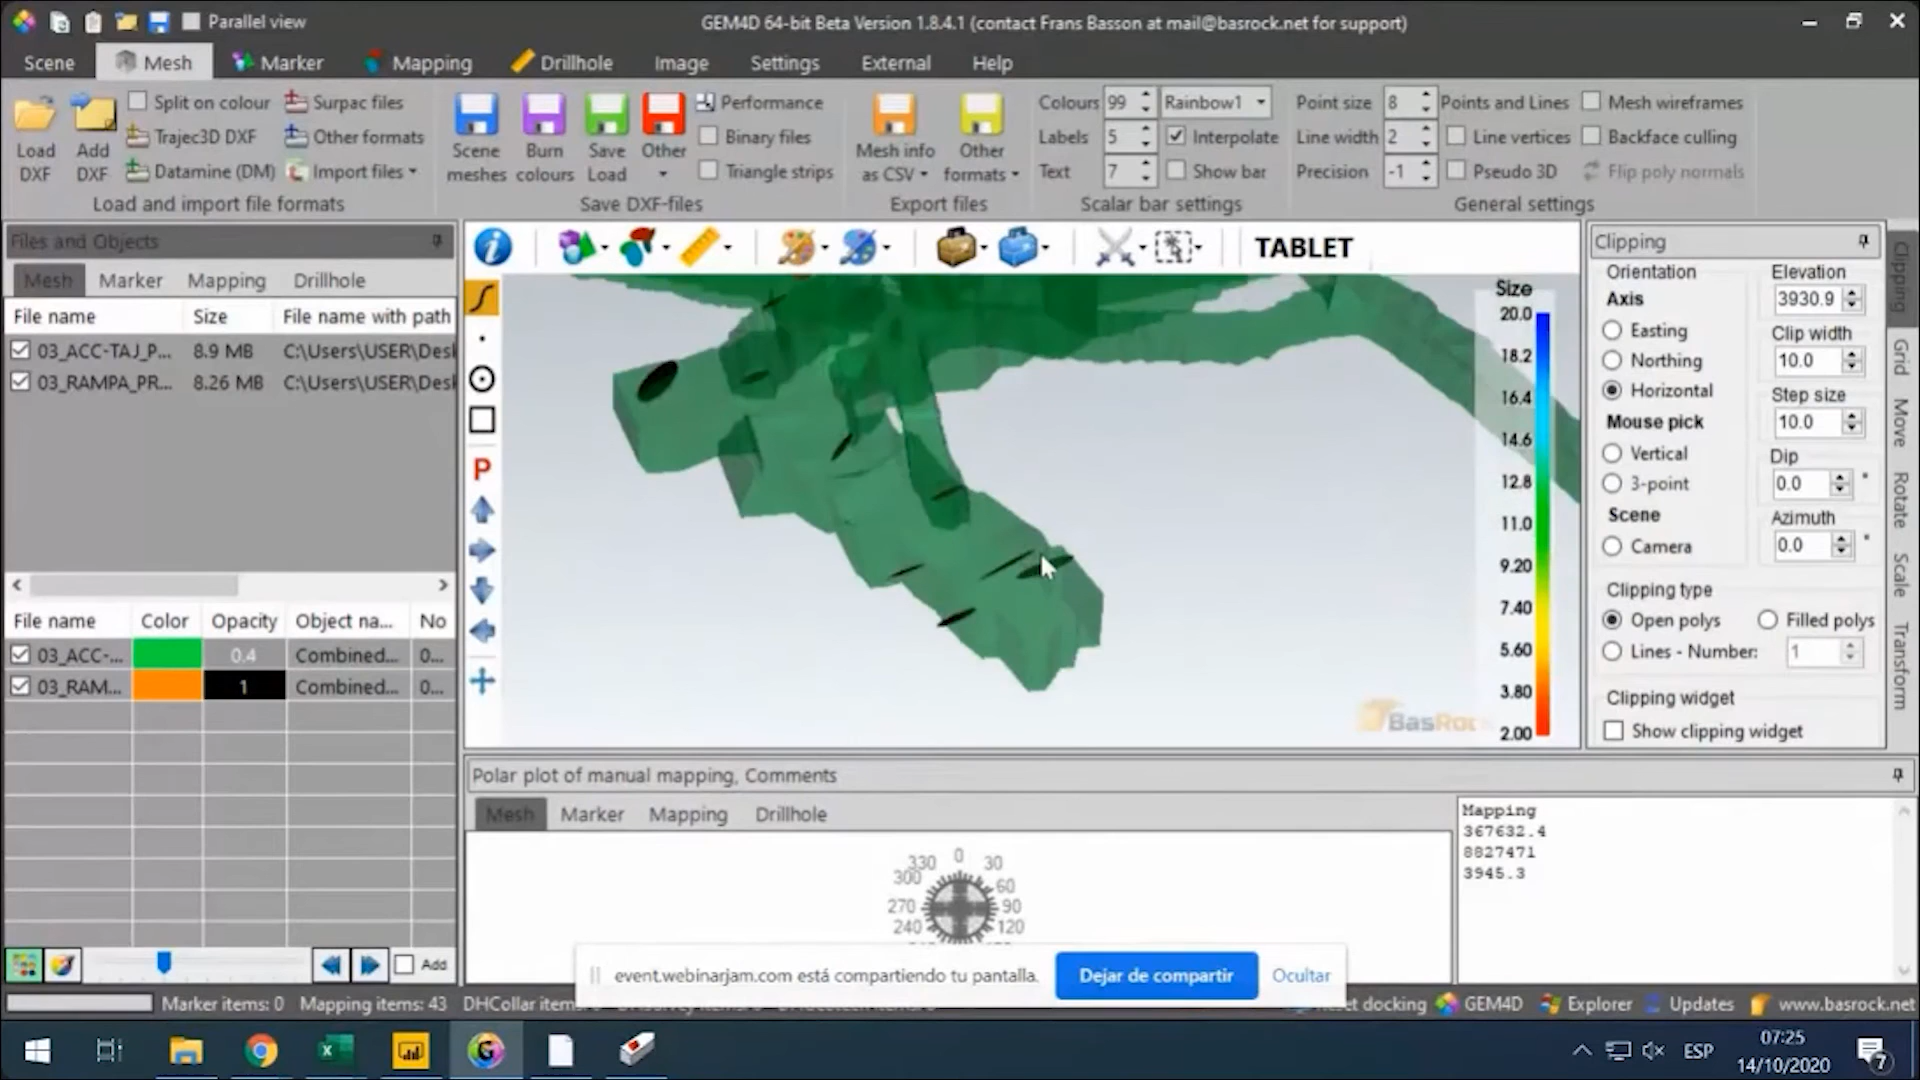 Parallel view
GEM4D 64-bit Beta Version 1.8.4.1 (contact Frans Basson at mail@basrock.net for support)
Scene Mesh Marker Mapping Drillhole Image Settings External Help
Load DXF
Add DXF
Split on colour
Trajec3D DXF
Datamine (DM)
Surpac files
Other formats
Import files
Load and import file formats
Scene meshes
Burn colours
Save Load
Other
Performance
Binary files
Triangle strips
Save DXF-files
Mesh info as CSV
Other formats
Export files
Colours 99 Rainbow1
Labels 5 Interpolate
Text 7 Show bar
Scalar bar settings
Point size 8 Points and Lines Mesh wireframes
Line width 2 Line vertices Backface culling
Precision -1 Pseudo 3D Flip poly normals
General settings
Files and Objects
Mesh Marker Mapping Drillhole
File name Size File name with path
03_ACC-TAJ_P... 8.9 MB C:\Users\USER\Desk
03_RAMPA_PR... 8.26 MB C:\Users\USER\Desk
File name Color Opacity Object na... No
03_ACC-... 0.4 Combined... 0...
03_RAM... 1 Combined... 0...
Add
TABLET
P
Size
20.0
18.2
16.4
14.6
12.8
11.0
9.20
7.40
5.60
3.80
2.00
BasRoc
Clipping
Orientation
Axis
Easting
Northing
Horizontal
Mouse pick
Vertical
3-point
Scene
Camera
Elevation
3930.9
Clip width
10.0
Step size
10.0
Dip
0.0 °
Azimuth
0.0 °
Clipping type
Open polys Filled polys
Lines - Number: 1
Clipping widget
Show clipping widget
Clipping
Grid
Move
Rotate
Scale
Transform
Polar plot of manual mapping, Comments
Mesh Marker Mapping Drillhole
0
330 30
300 60
270 90
240 120
Mapping
367632.4
8827471
3945.3
event.webinarjam.com está compartiendo tu pantalla. Dejar de compartir Ocultar
Marker items: 0 Mapping items: 43 DHCollar item
et docking GEM4D Explorer Updates www.basrock.net
ESP
07:25
14/10/2020
7